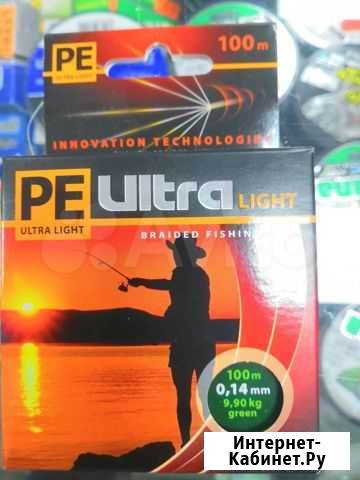 PE
ULTRA LIGHT
100m
INNOVATION TECHNOLOGIES
PE Ultra LIGHT
ULTRA LIGHT
BRAIDED FISHIN
100m
0,14 mm
9,90 kg
green
Интернет-
Кабинет.Ру